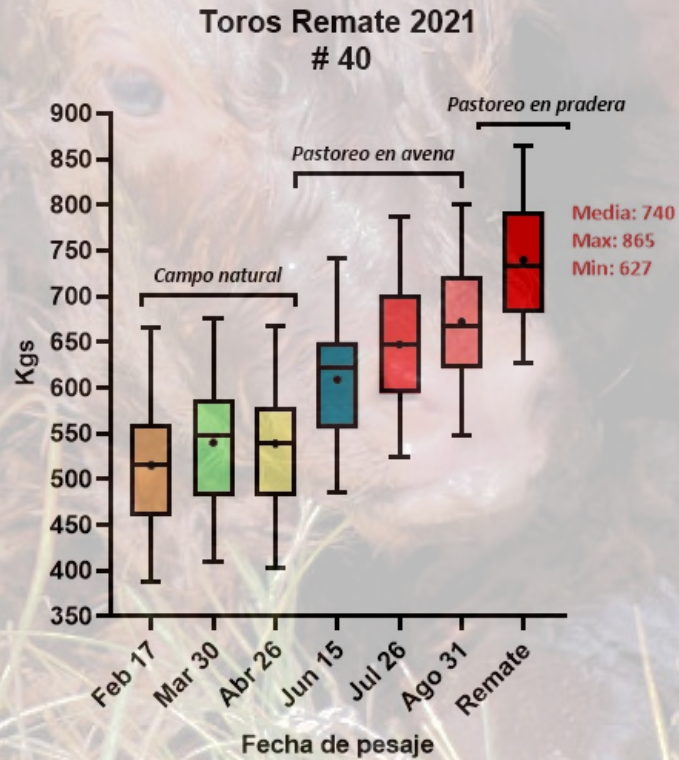 Toros Remate 2021
# 40
Pastoreo en pradera
Pastoreo en avena
Campo natural
Media: 740
Max: 865
Min: 627
Kgs
900
850
800
750
700
650
600
550
500
450
400
350
Feb 17
Mar 30
Abr 26
Jun 15
Jul 26
Ago 31
Remate
Fecha de pesaje